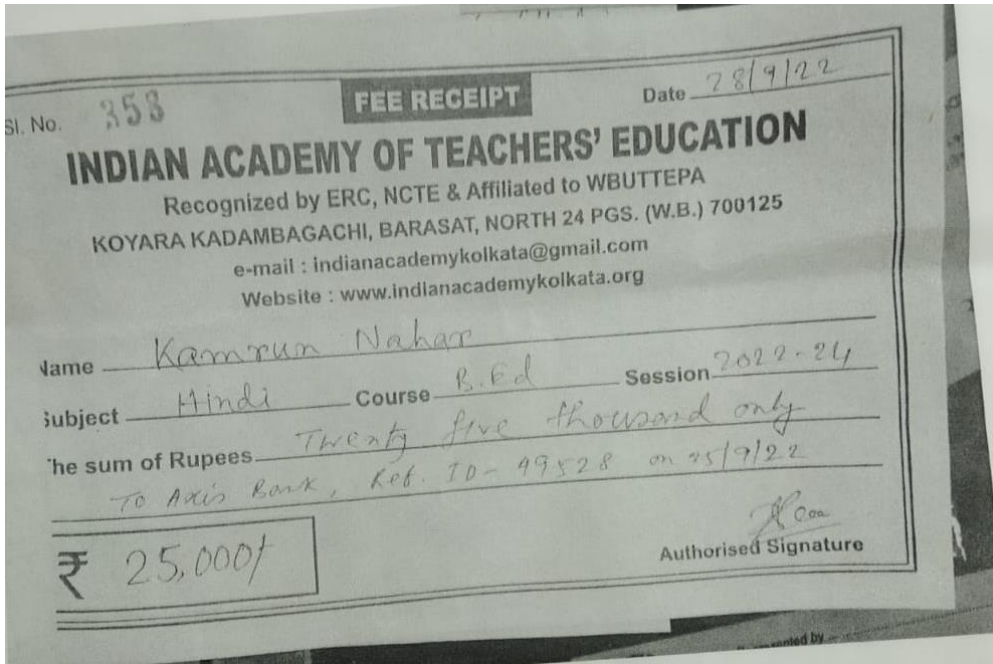 Sl. No. 353 FEE RECEIPT Date 28/9/22
INDIAN ACADEMY OF TEACHERS' EDUCATION
Recognized by ERC, NCTE & Affiliated to WBUTTEPA
KOYARA KADAMBAGACHI, BARASAT, NORTH 24 PGS. (W.B.) 700125
e-mail : indianacademykolkata@gmail.com
Website : www.indianacademykolkata.org
Name Kamrun Nahar
Subject Hindi Course B.Ed Session 2022-24
The sum of Rupees Twenty five thousand only
To Axis Bank, Ref. ID- 49528 on 25/9/22
₹ 25,000/
Authorised Signature